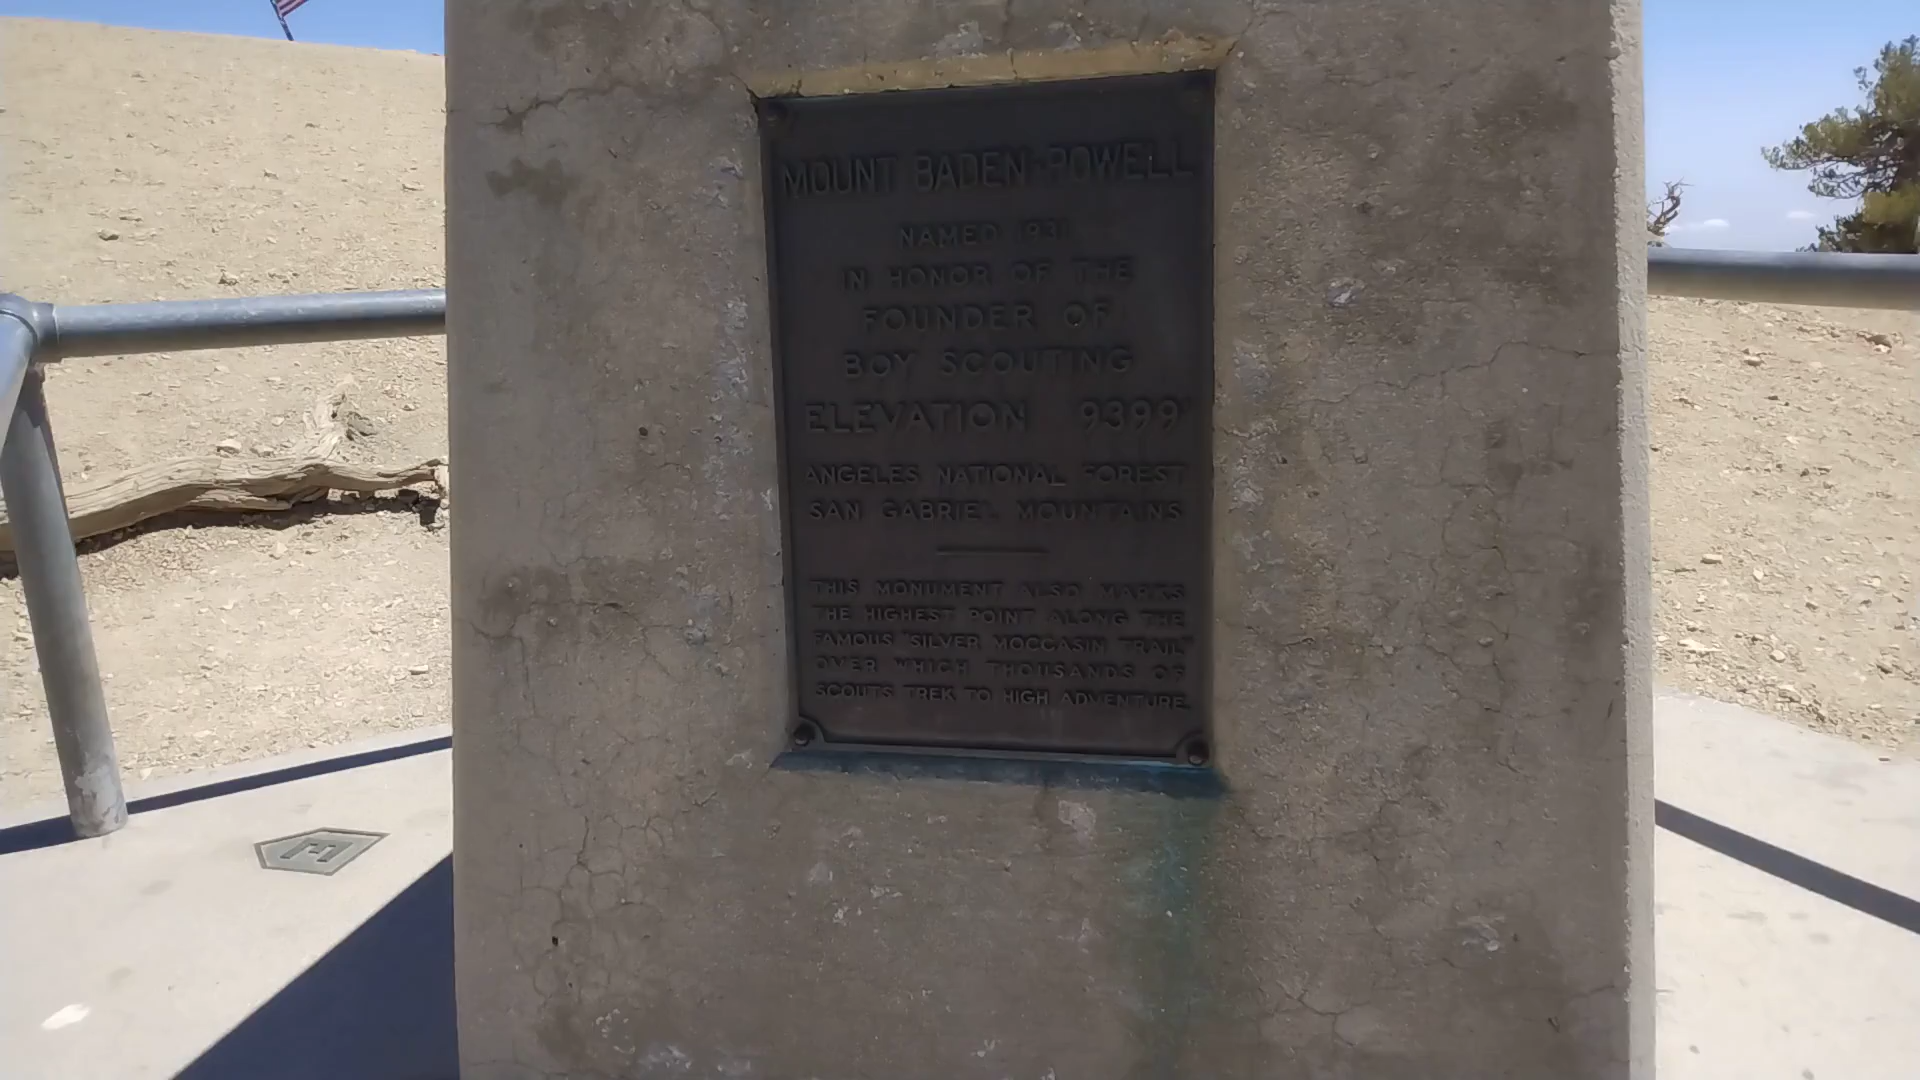 MOUNT BADEN-POWELL
NAMED 1931
IN HONOR OF THE
FOUNDER OF
BOY SCOUTING
ELEVATION 9399'
ANGELES NATIONAL FOREST
SAN GABRIEL MOUNTAINS
THIS MONUMENT ALSO MARKS
THE HIGHEST POINT ALONG THE
FAMOUS "SILVER MOCCASIN TRAIL"
OVER WHICH THOUSANDS OF
SCOUTS TREK TO HIGH ADVENTURE.
E